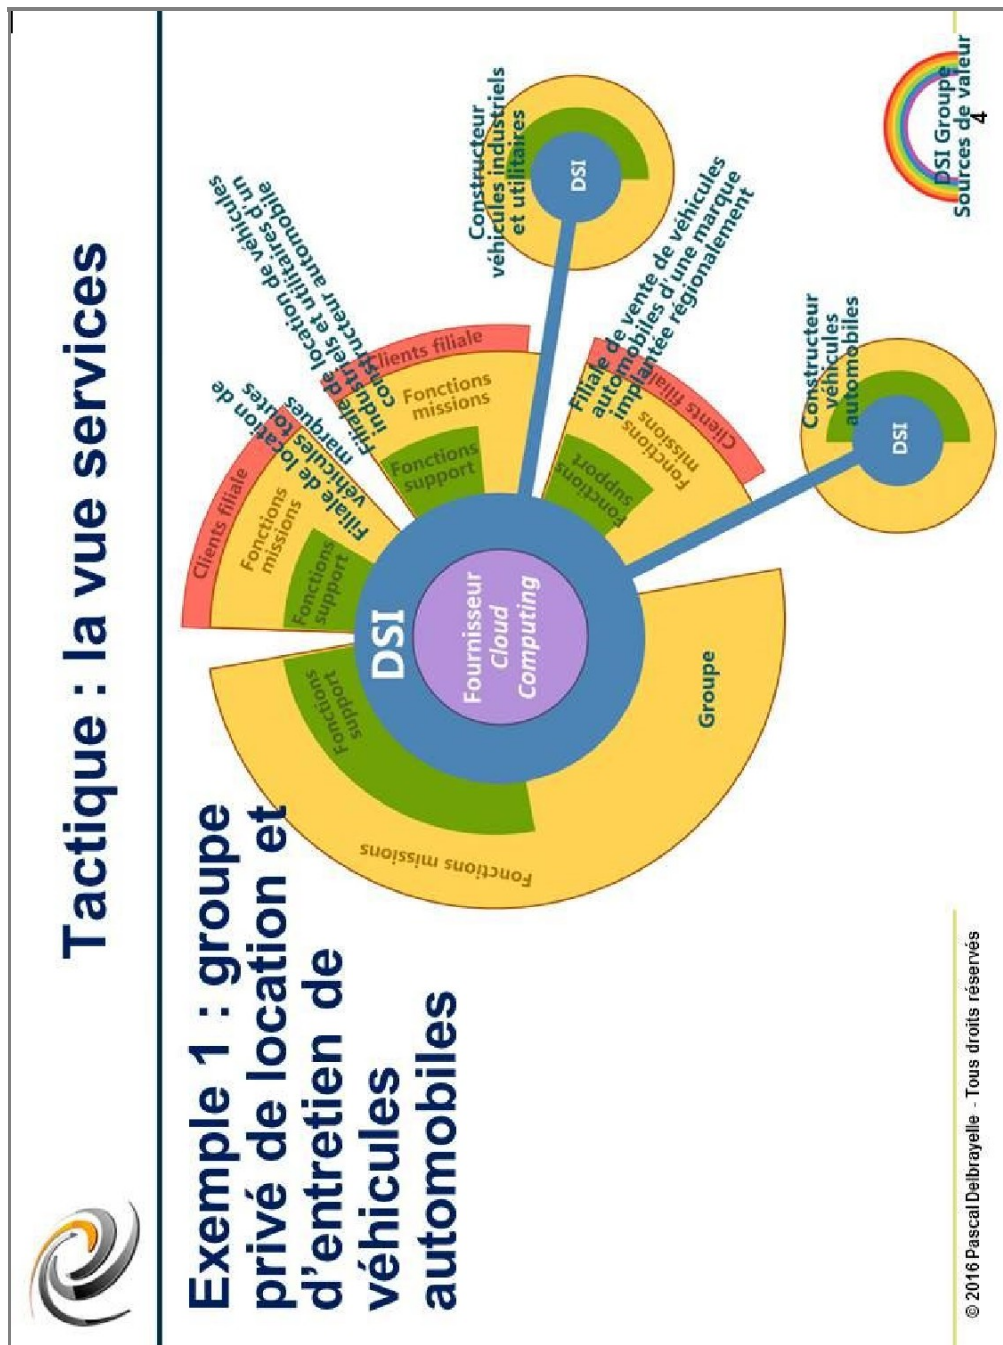 Tactique : la vue services
Exemple 1 : groupe
privé de location et
d'entretien de
véhicules
automobiles
Clients filiale
Fonctions
missions
Fonctions
support
Filiale de location de
véhicules toutes
marques
Clients filiale
Fonctions
missions
Fonctions
support
Filiale de location de véhicules
industriels et utilitaires d'un
constructeur automobile
Constructeur
véhicules industriels
et utilitaires
DSI
Clients filiale
Fonctions
missions
Fonctions
support
Filiale de vente de véhicules
automobiles d'une marque
implantée régionalement
Constructeur
véhicules
automobiles
DSI
DSI
Fournisseur
Cloud
Computing
Fonctions
support
Fonctions missions
Groupe
© 2016 Pascal Delbrayelle - Tous droits réservés
DSI Groupe
Sources de valeur
4